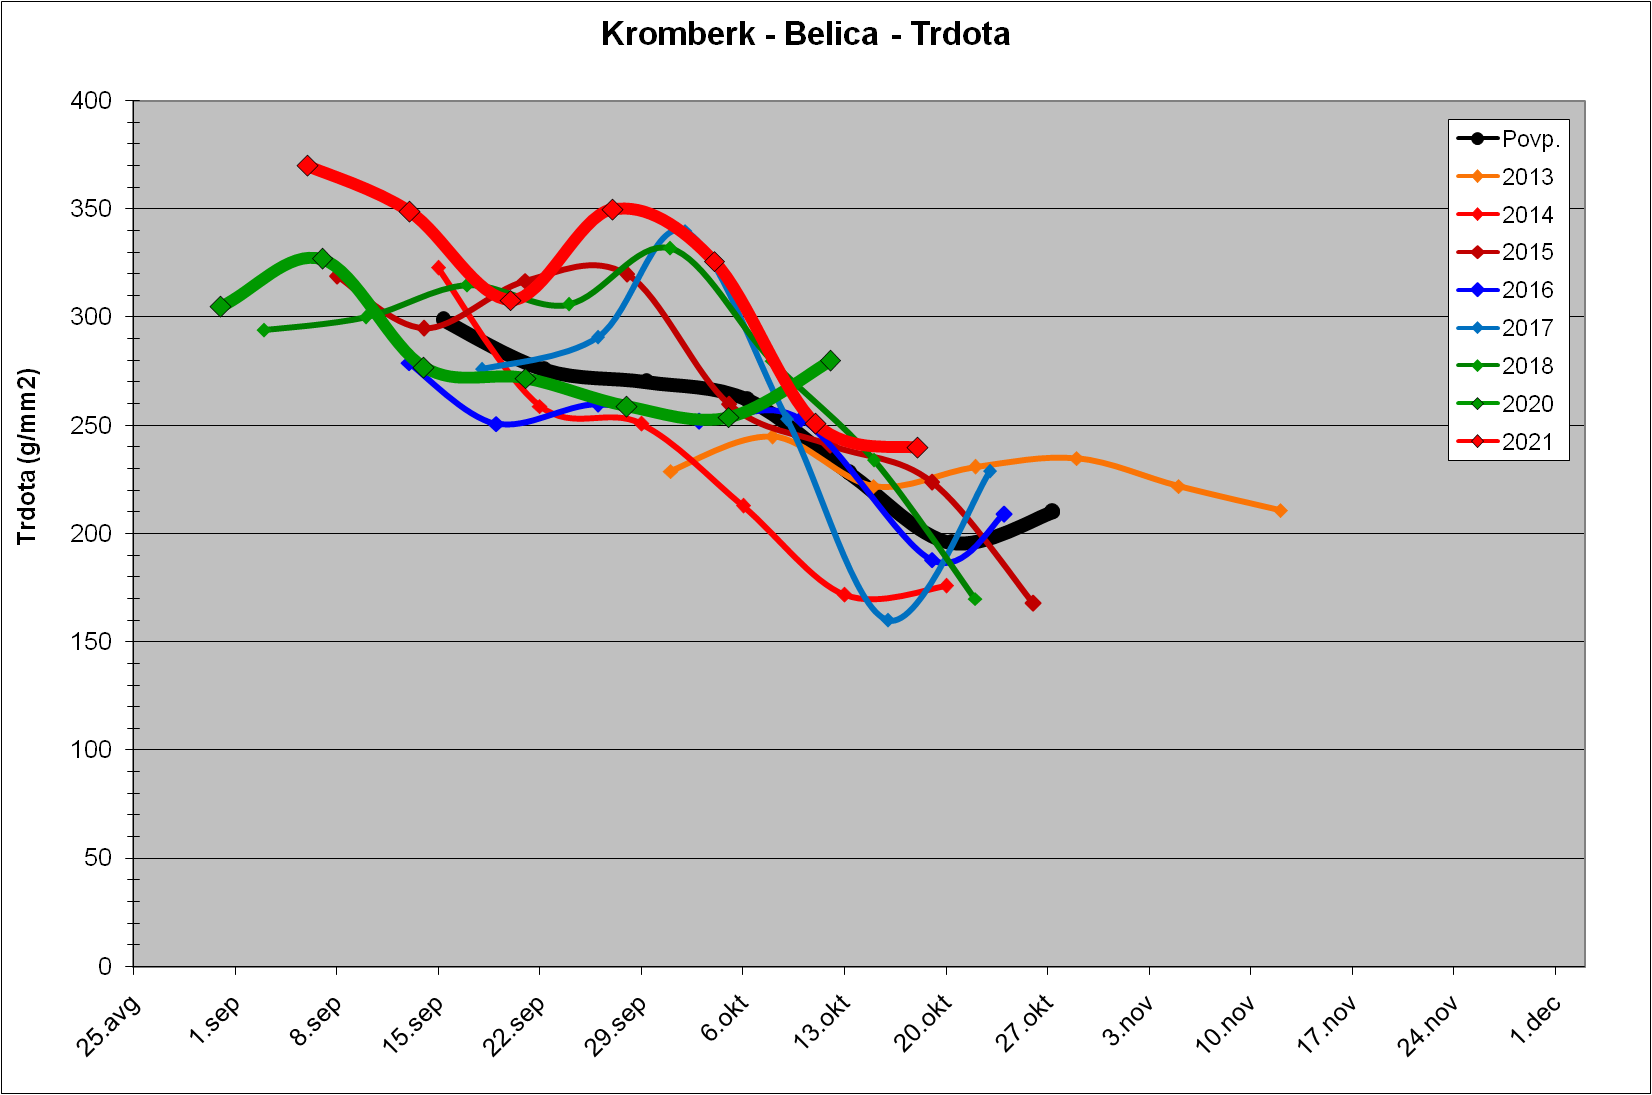 Kromberk - Belica - Trdota
Trdota (g/mm2)
400
350
300
250
200
150
100
50
0
25.avg
1.sep
8.sep
15.sep
22.sep
29.sep
6.okt
13.okt
20.okt
27.okt
3.nov
10.nov
17.nov
24.nov
1.dec
Povp.
2013
2014
2015
2016
2017
2018
2020
2021